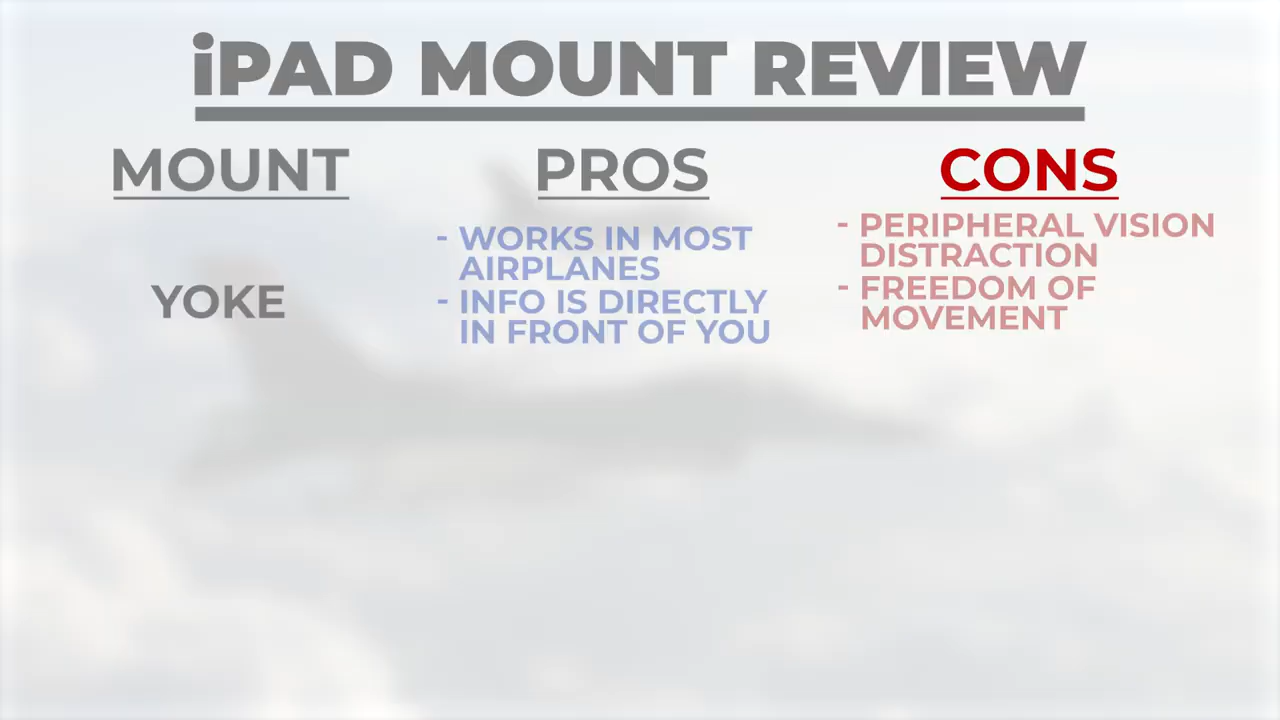 iPAD MOUNT REVIEW
MOUNT
PROS
CONS
YOKE
- WORKS IN MOST
AIRPLANES
- INFO IS DIRECTLY
IN FRONT OF YOU
- PERIPHERAL VISION
DISTRACTION
- FREEDOM OF
MOVEMENT